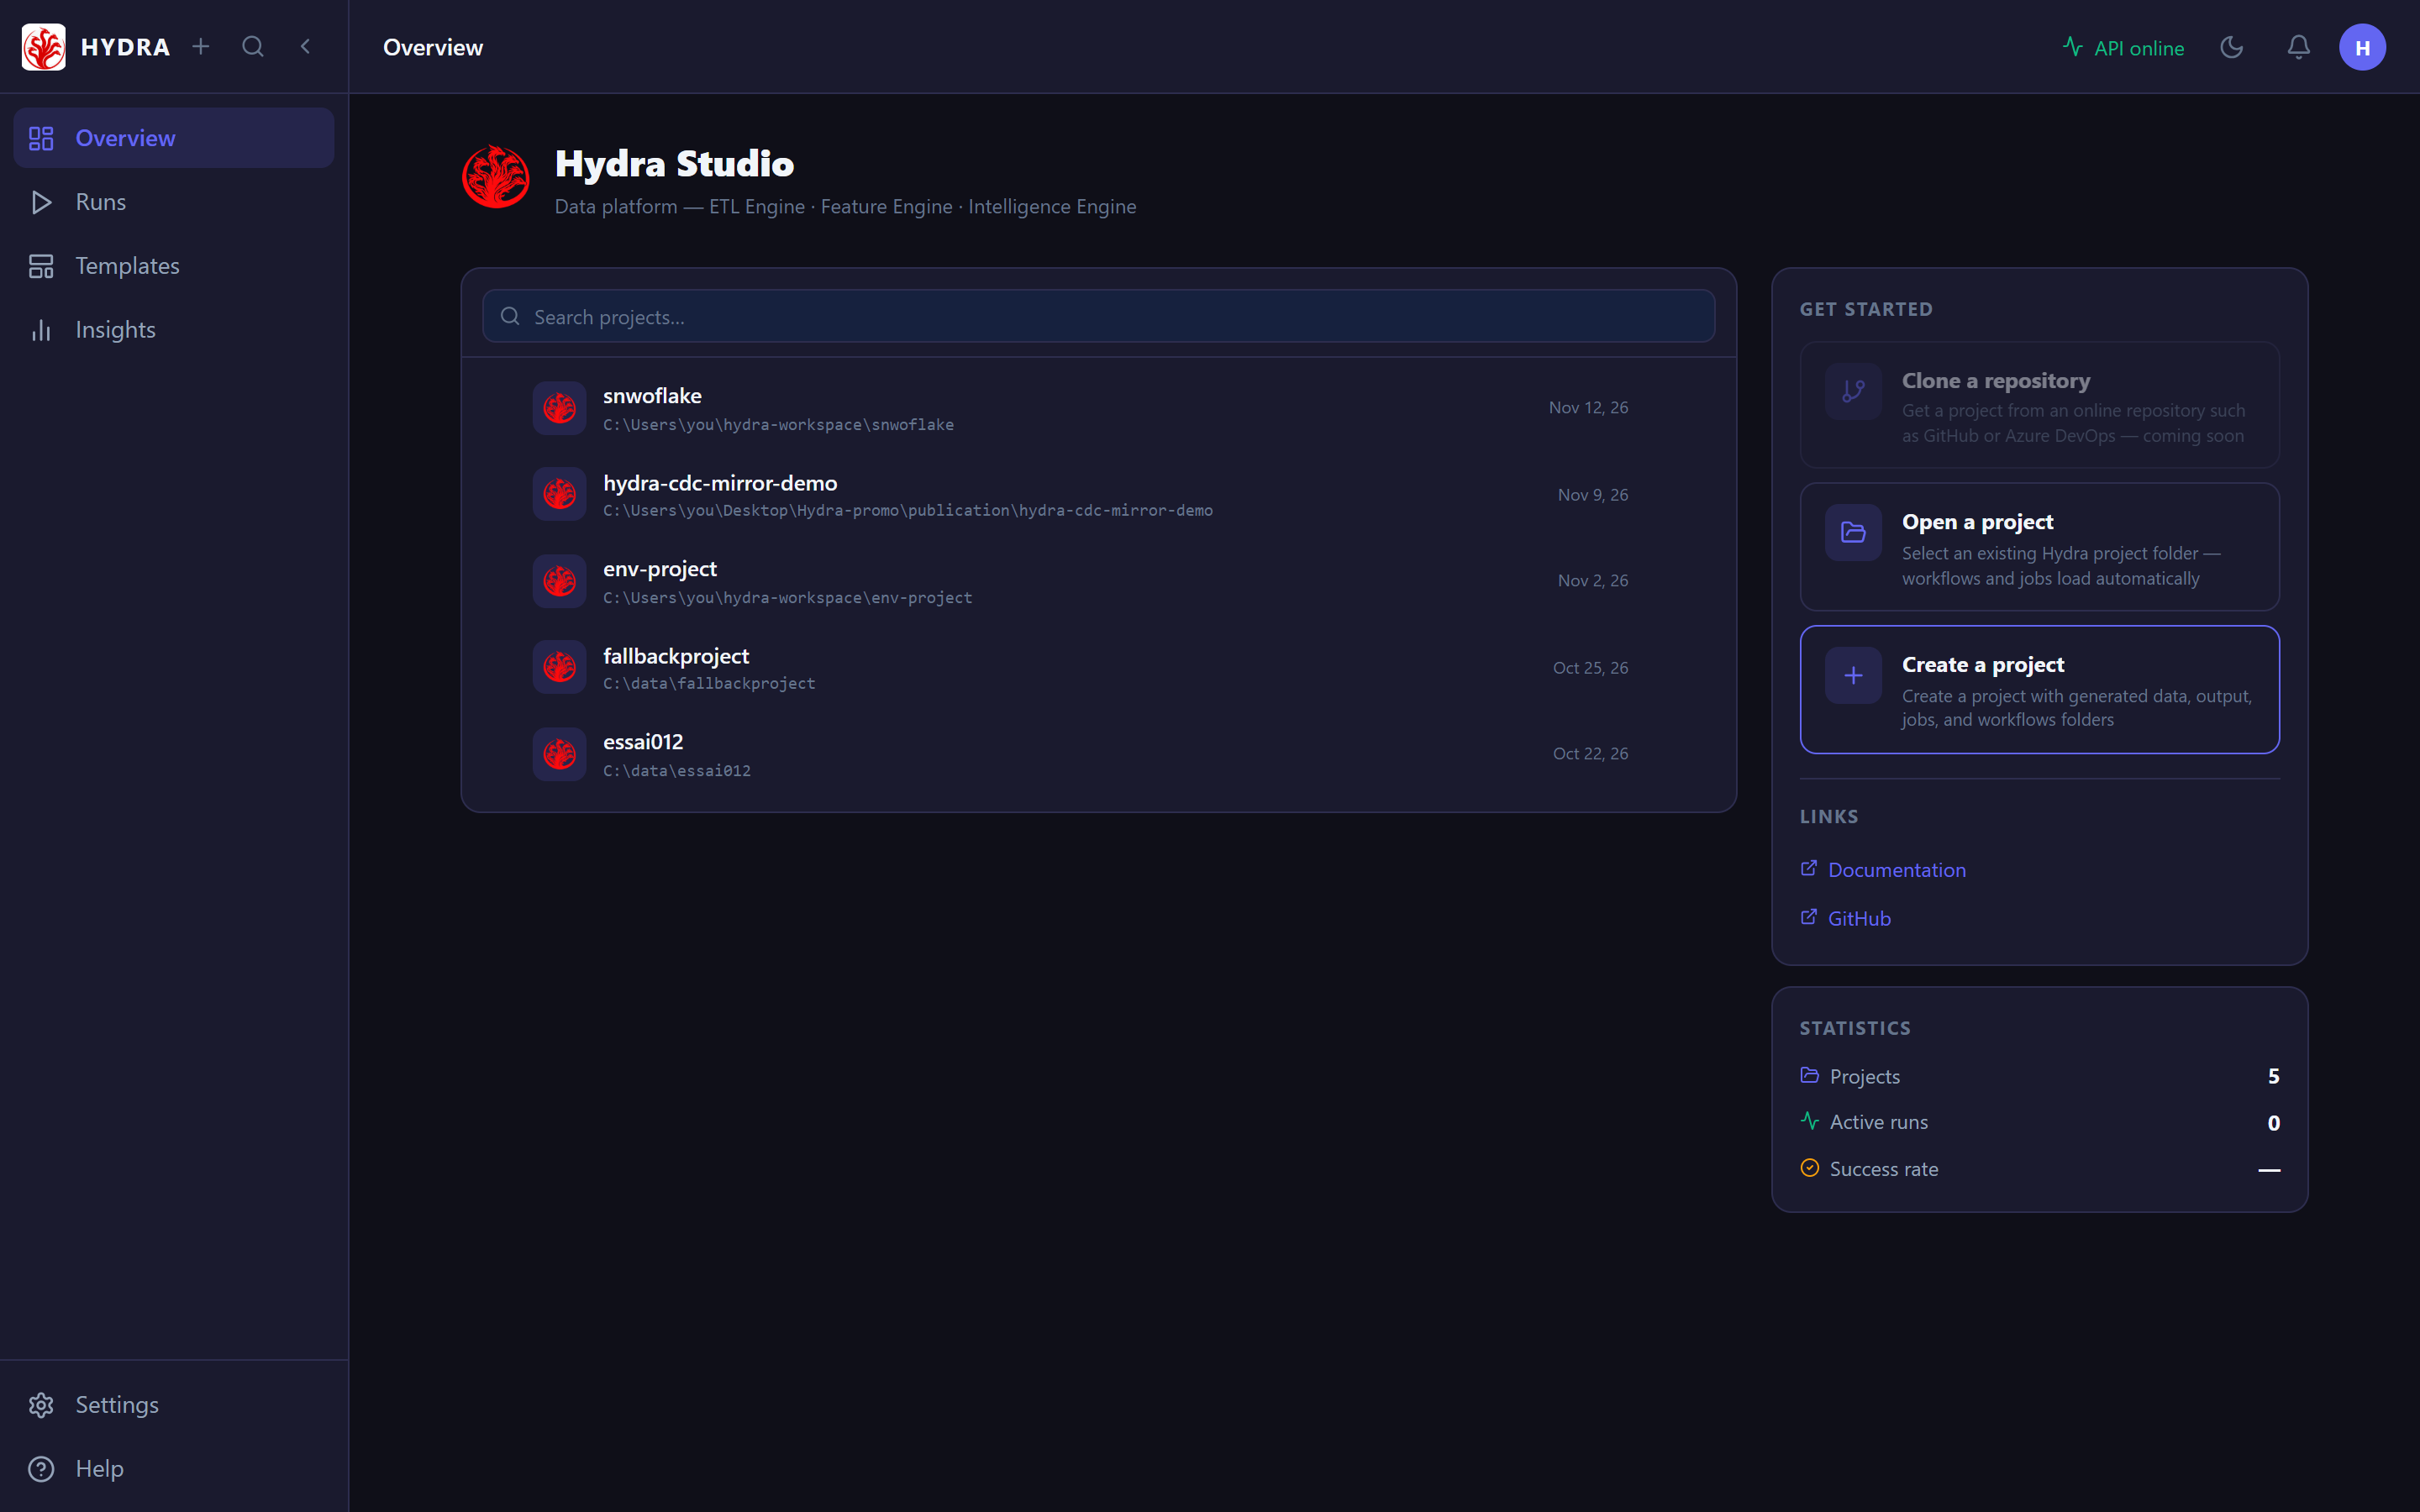 HYDRA
Overview
API online
H
Overview
Runs
Templates
Insights
Settings
Help
Hydra Studio
Data platform — ETL Engine · Feature Engine · Intelligence Engine
Search projects...
snwoflake
Nov 12, 26
C:\Users\you\hydra-workspace\snwoflake
hydra-cdc-mirror-demo
Nov 9, 26
C:\Users\you\Desktop\Hydra-promo\publication\hydra-cdc-mirror-demo
env-project
Nov 2, 26
C:\Users\you\hydra-workspace\env-project
fallbackproject
Oct 25, 26
C:\data\fallbackproject
essai012
Oct 22, 26
C:\data\essai012
GET STARTED
Clone a repository
Get a project from an online repository such
as GitHub or Azure DevOps — coming soon
Open a project
Select an existing Hydra project folder —
workflows and jobs load automatically
Create a project
Create a project with generated data, output,
jobs, and workflows folders
LINKS
Documentation
GitHub
STATISTICS
Projects 5
Active runs 0
Success rate —